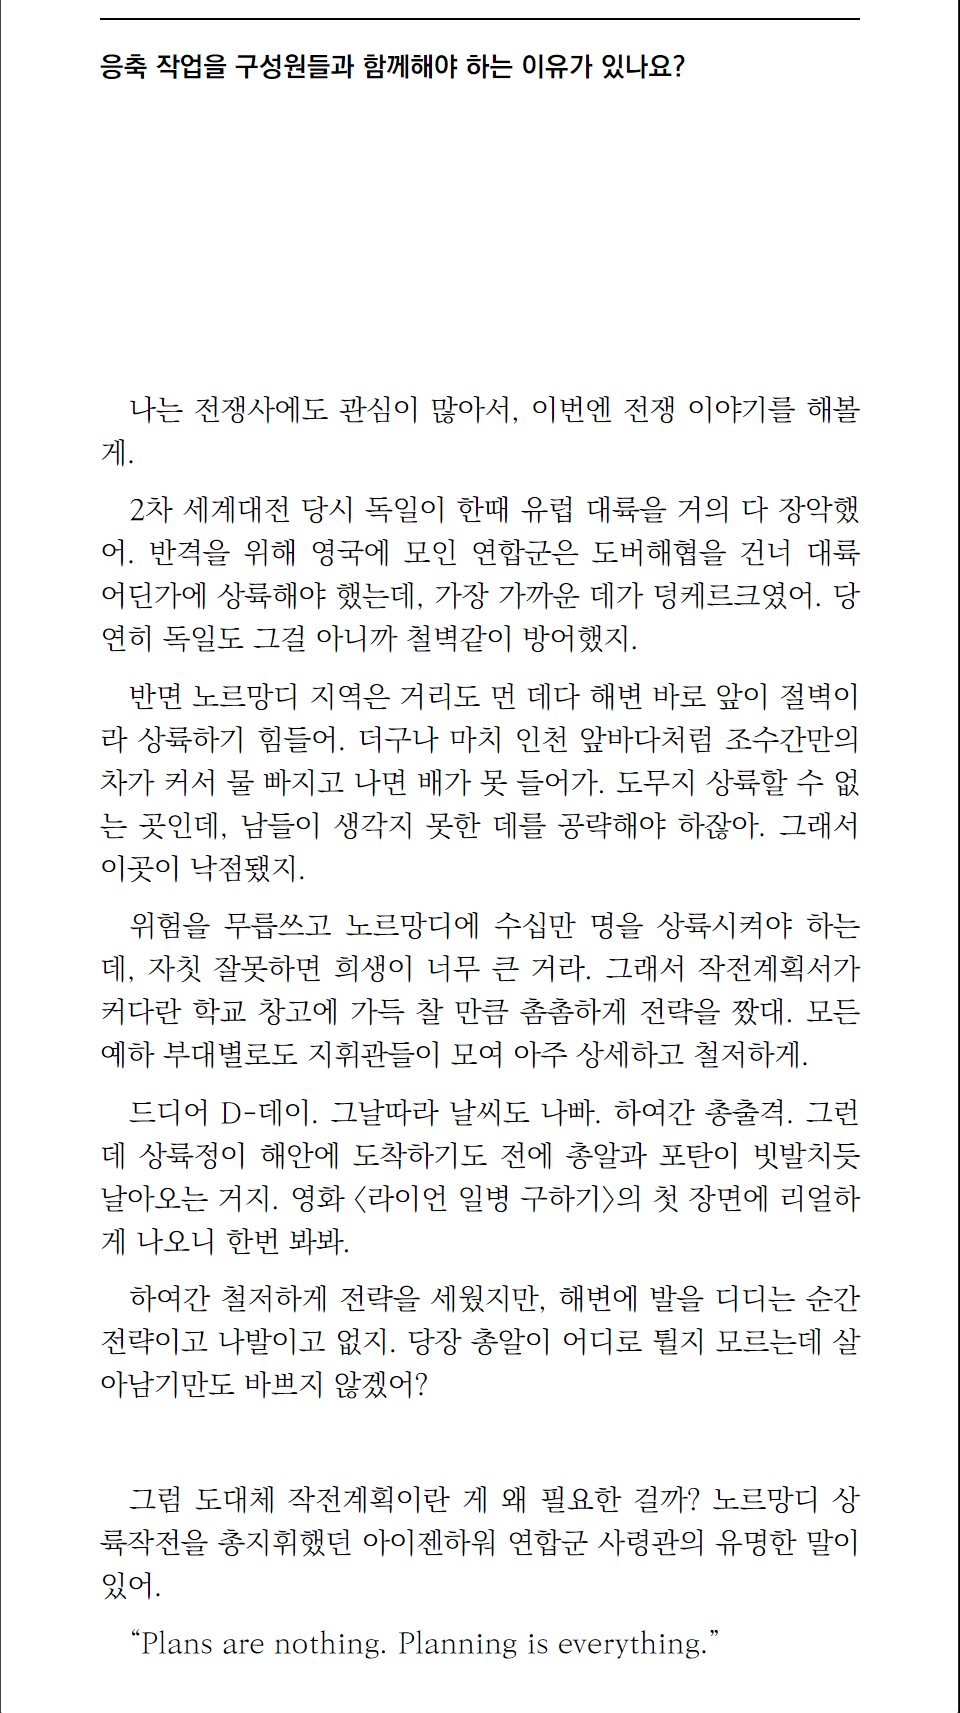 응축 작업을 구성원들과 함께해야 하는 이유가 있나요?
나는 전쟁사에도 관심이 많아서, 이번엔 전쟁 이야기를 해볼
게.
2차 세계대전 당시 독일이 한때 유럽 대륙을 거의 다 장악했
어. 반격을 위해 영국에 모인 연합군은 도버해협을 건너 대륙
어딘가에 상륙해야 했는데, 가장 가까운 데가 덩케르크였어. 당
연히 독일도 그걸 아니까 철벽같이 방어했지.
반면 노르망디 지역은 거리도 먼 데다 해변 바로 앞이 절벽이
라 상륙하기 힘들어. 더구나 마치 인천 앞바다처럼 조수간만의
차가 커서 물 빠지고 나면 배가 못 들어가. 도무지 상륙할 수 없
는 곳인데, 남들이 생각지 못한 데를 공략해야 하잖아. 그래서
이곳이 낙점됐지.
위험을 무릅쓰고 노르망디에 수십만 명을 상륙시켜야 하는
데, 자칫 잘못하면 희생이 너무 큰 거라. 그래서 작전계획서가
커다란 학교 창고에 가득 찰 만큼 촘촘하게 전략을 짰대. 모든
예하 부대별로도 지휘관들이 모여 아주 상세하고 철저하게.
드디어 D-데이. 그날따라 날씨도 나빠. 하여간 총출격. 그런
데 상륙정이 해안에 도착하기도 전에 총알과 포탄이 빗발치듯
날아오는 거지. 영화 〈라이언 일병 구하기〉의 첫 장면에 리얼하
게 나오니 한번 봐봐.
하여간 철저하게 전략을 세웠지만, 해변에 발을 디디는 순간
전략이고 나발이고 없지. 당장 총알이 어디로 튈지 모르는데 살
아남기만도 바쁘지 않겠어?
그럼 도대체 작전계획이란 게 왜 필요한 걸까? 노르망디 상
륙작전을 총지휘했던 아이젠하워 연합군 사령관의 유명한 말이
있어.
“Plans are nothing. Planning is everything.”